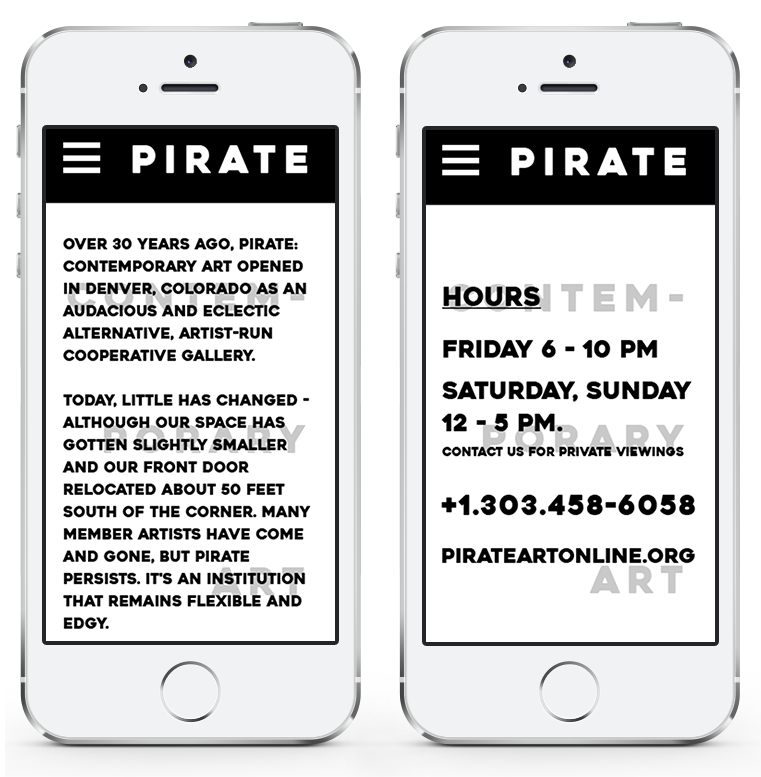 PIRATE
OVER 30 YEARS AGO, PIRATE:
CONTEMPORARY ART OPENED
IN DENVER, COLORADO AS AN
AUDACIOUS AND ECLECTIC
ALTERNATIVE, ARTIST-RUN
COOPERATIVE GALLERY.
TODAY, LITTLE HAS CHANGED -
ALTHOUGH OUR SPACE HAS
GOTTEN SLIGHTLY SMALLER
AND OUR FRONT DOOR
RELOCATED ABOUT 50 FEET
SOUTH OF THE CORNER. MANY
MEMBER ARTISTS HAVE COME
AND GONE, BUT PIRATE
PERSISTS. IT'S AN INSTITUTION
THAT REMAINS FLEXIBLE AND
EDGY.
CONTEM-
PORARY
ART
PIRATE
HOURS
FRIDAY 6 - 10 PM
SATURDAY, SUNDAY
12 - 5 PM.
CONTACT US FOR PRIVATE VIEWINGS
+1.303.458-6058
PIRATEARTONLINE.ORG
CONTEM-
PORARY
ART